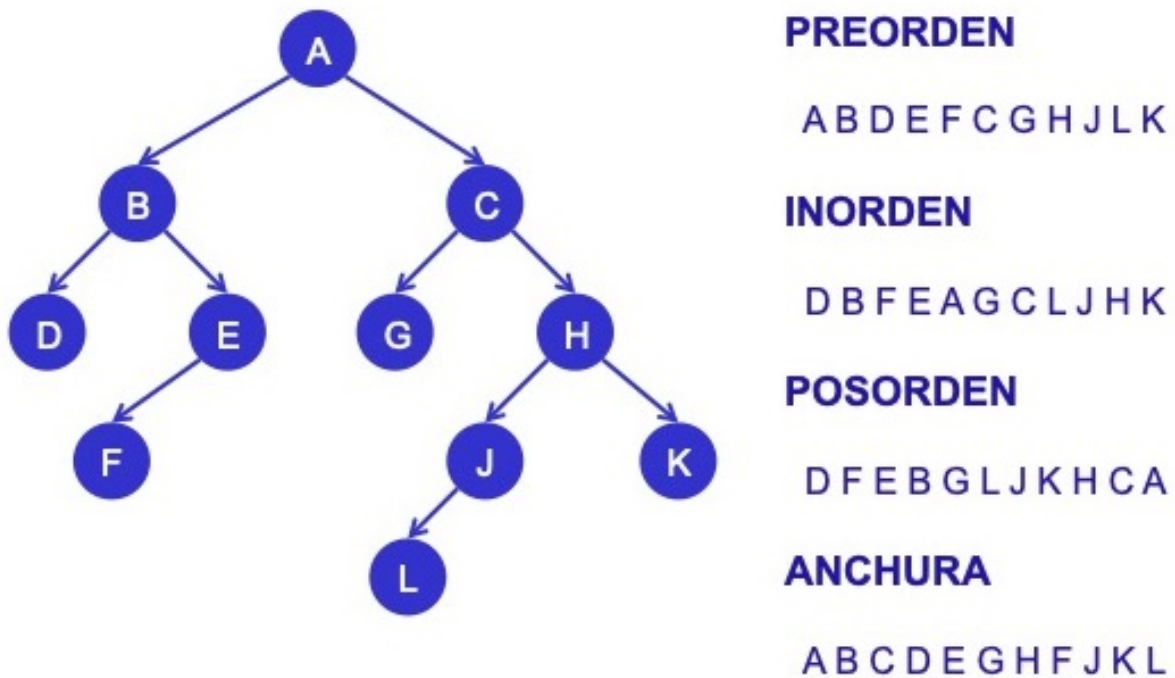 A
B
C
D
E
G
H
F
J
K
L
PREORDEN
A B D E F C G H J L K
INORDEN
D B F E A G C L J H K
POSORDEN
D F E B G L J K H C A
ANCHURA
A B C D E G H F J K L